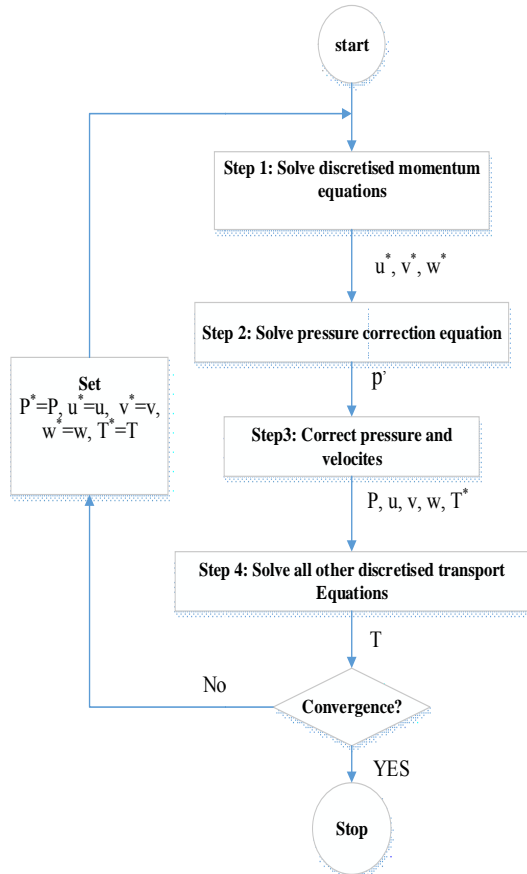 start
Step 1: Solve discretised momentum
equations
u*, v*, w*
Step 2: Solve pressure correction equation
p’
Step3: Correct pressure and
velocites
P, u, v, w, T*
Step 4: Solve all other discretised transport
Equations
T
Convergence?
No
Set
P*=P, u*=u, v*=v,
w*=w, T*=T
YES
Stop